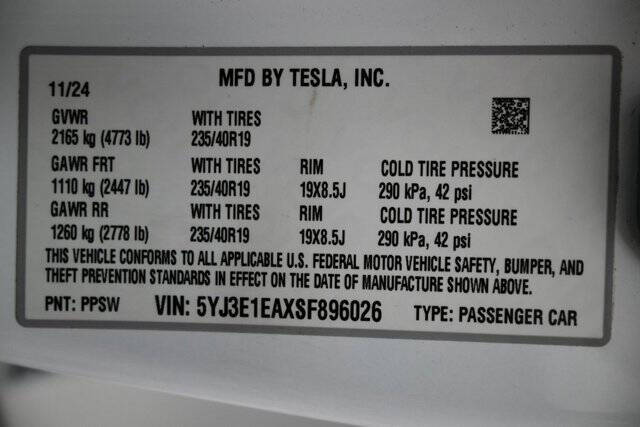 MFD BY TESLA, INC.
11/24
GVWR WITH TIRES
2165 kg (4773 lb) 235/40R19
GAWR FRT WITH TIRES RIM COLD TIRE PRESSURE
1110 kg (2447 lb) 235/40R19 19X8.5J 290 kPa, 42 psi
GAWR RR WITH TIRES RIM COLD TIRE PRESSURE
1260 kg (2778 lb) 235/40R19 19X8.5J 290 kPa, 42 psi
THIS VEHICLE CONFORMS TO ALL APPLICABLE U.S. FEDERAL MOTOR VEHICLE SAFETY, BUMPER, AND
THEFT PREVENTION STANDARDS IN EFFECT ON THE DATE OF MANUFACTURE SHOWN ABOVE.
PNT: PPSW VIN: 5YJ3E1EAXSF896026 TYPE: PASSENGER CAR